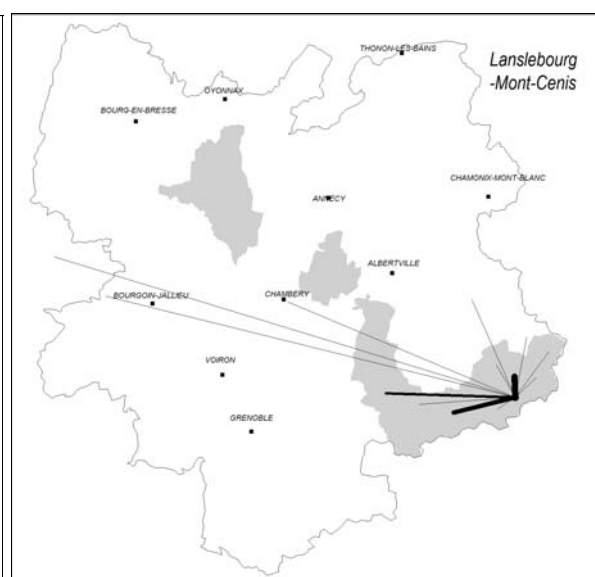 THONON-LES-BAINS
Lanslebourg
-Mont-Cenis
OYONNAX
BOURG-EN-BRESSE
CHAMONIX-MONT-BLANC
ANNECY
ALBERTVILLE
CHAMBERY
BOURGOIN-JALLIEU
VOIRON
GRENOBLE